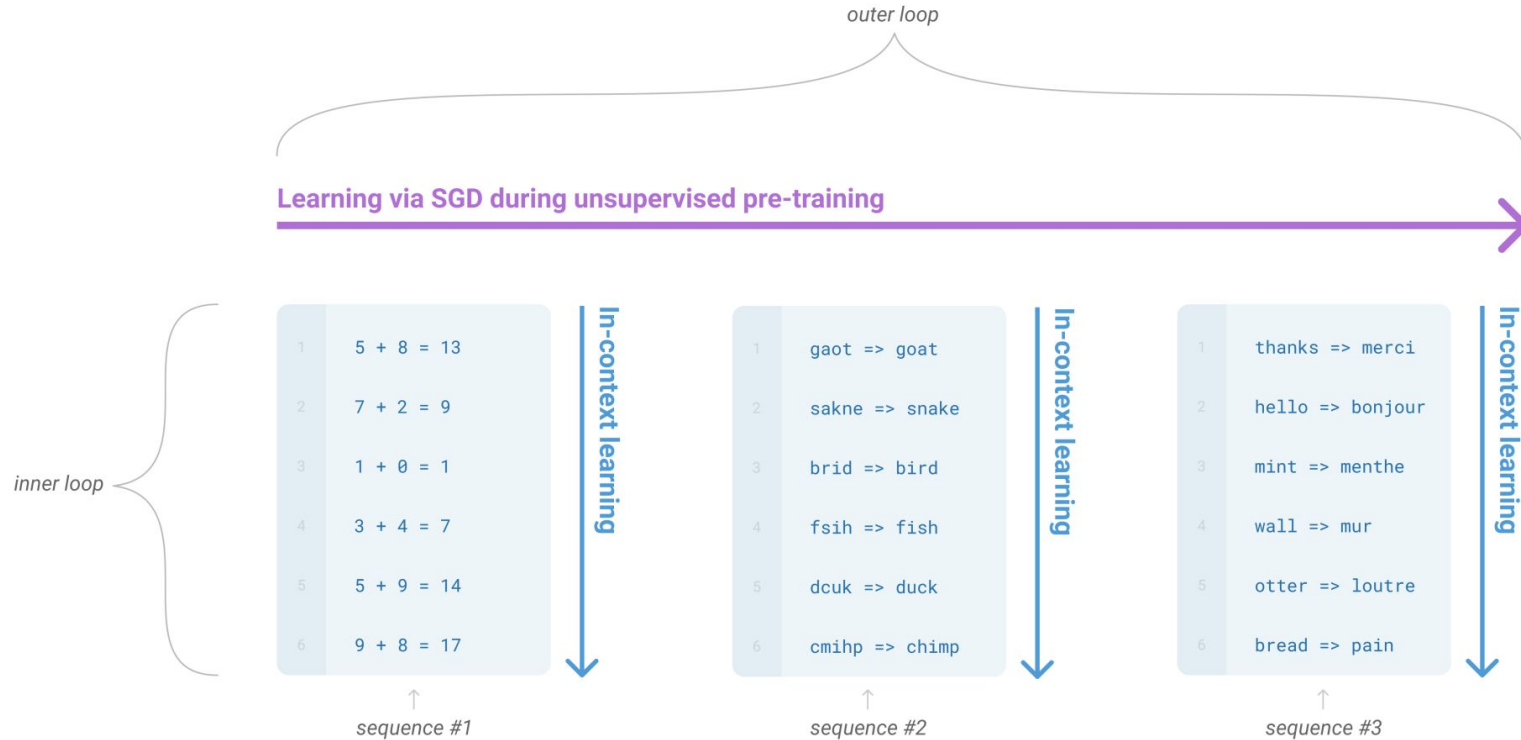 outer loop
Learning via SGD during unsupervised pre-training
inner loop
1 5 + 8 = 13
2 7 + 2 = 9
3 1 + 0 = 1
4 3 + 4 = 7
5 5 + 9 = 14
6 9 + 8 = 17
In-context learning
sequence #1
1 gaot => goat
2 sakne => snake
3 brid => bird
4 fsih => fish
5 dcuk => duck
6 cmihp => chimp
In-context learning
sequence #2
1 thanks => merci
2 hello => bonjour
3 mint => menthe
4 wall => mur
5 otter => loutre
6 bread => pain
In-context learning
sequence #3